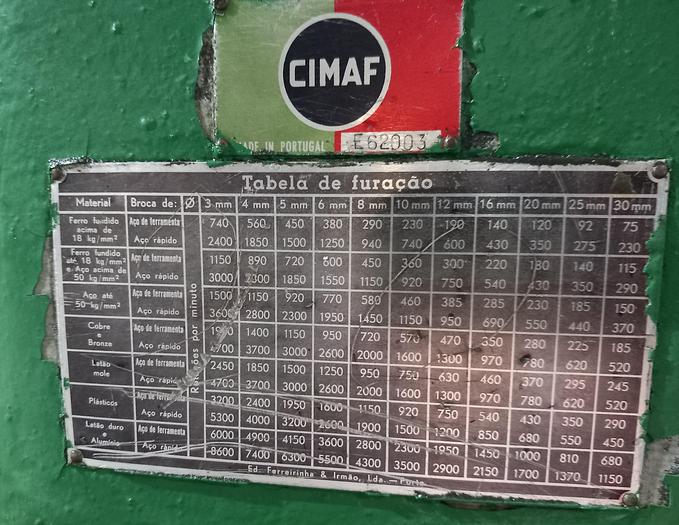 CIMAF
MADE IN PORTUGAL E62003
Tabela de furação
Material Broca de: Ø 3 mm 4 mm 5 mm 6 mm 8 mm 10 mm 12 mm 16 mm 20 mm 25 mm 30 mm
Rotações por minuto
Ferro fundido acima de 18 kg/mm² Aço de ferramenta 740 560 450 380 290 230 190 140 120 92 75
Aço rápido 2400 1850 1500 1250 940 740 600 430 350 275 230
Ferro fundido até 18 kg/mm² e Aço acima de 50 kg/mm² Aço de ferramenta 1150 890 720 600 450 360 300 220 180 140 115
Aço rápido 3000 2300 1850 1550 1150 920 750 540 430 350 290
Aço até 50 kg/mm² Aço de ferramenta 1500 1150 920 770 580 460 385 285 230 185 150
Aço rápido 3600 2800 2300 1950 1450 1150 950 690 550 440 370
Cobre e Bronze Aço de ferramenta 1900 1400 1150 950 720 570 470 350 280 225 185
Aço rápido 4700 3700 3000 2600 2000 1600 1300 970 780 620 520
Latão mole Aço de ferramenta 2450 1850 1500 1250 950 750 630 460 370 295 245
Aço rápido 4703 3700 3000 2600 2000 1600 1300 970 780 620 520
Plásticos Aço de ferramenta 3200 2400 1950 1600 1150 920 750 540 430 350 290
Aço rápido 5300 4000 3200 2600 1900 1500 1200 850 680 550 450
Latão duro e Alumínio Aço de ferramenta 6000 4900 4150 3600 2800 2300 1950 1450 1000 810 680
Aço rápido 8600 7400 6300 5500 4300 3500 2900 2150 1700 1370 1150
Ed. Ferreirinha & Irmão, Lda. — Porto